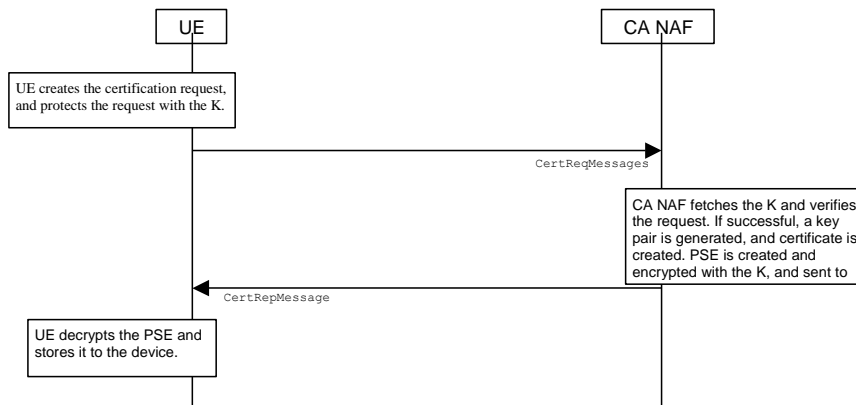 UE
CA NAF
UE creates the certification request,
and protects the request with the K.
CertReqMessages
CA NAF fetches the K and verifies
the request. If successful, a key
pair is generated, and certificate is
created. PSE is created and
encrypted with the K, and sent to
CertRepMessage
UE decrypts the PSE and
stores it to the device.